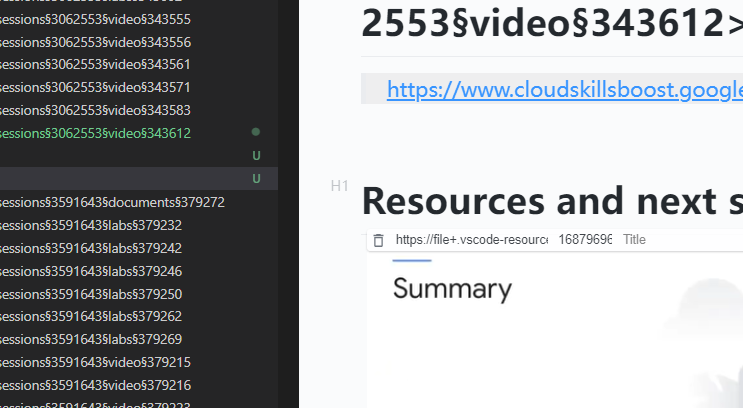 sessions§3062553§video§343555
sessions§3062553§video§343556
sessions§3062553§video§343561
sessions§3062553§video§343571
sessions§3062553§video§343583
sessions§3062553§video§343612
U
U
sessions§3591643§documents§379272
sessions§3591643§labs§379232
sessions§3591643§labs§379242
sessions§3591643§labs§379246
sessions§3591643§labs§379250
sessions§3591643§labs§379262
sessions§3591643§labs§379269
sessions§3591643§video§379215
sessions§3591643§video§379216
sessions§3591643§video§379223
2553§video§343612>
https://www.cloudskillsboost.google
H1
Resources and next s
https://file+.vscode-resource 16879696 Title
Summary